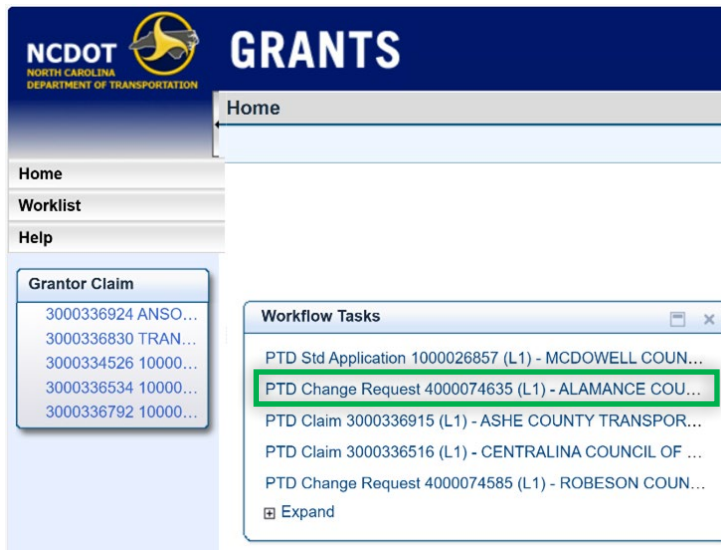 NCDOT
NORTH CAROLINA
DEPARTMENT OF TRANSPORTATION
GRANTS
Home
Home
Worklist
Help
Grantor Claim
3000336924 ANSO...
3000336830 TRAN...
3000334526 10000...
3000336534 10000...
3000336792 10000...
Workflow Tasks
PTD Std Application 1000026857 (L1) - MCDOWELL COUN...
PTD Change Request 4000074635 (L1) - ALAMANCE COU...
PTD Claim 3000336915 (L1) - ASHE COUNTY TRANSPOR...
PTD Claim 3000336516 (L1) - CENTRALINA COUNCIL OF ...
PTD Change Request 4000074585 (L1) - ROBESON COUN...
Expand